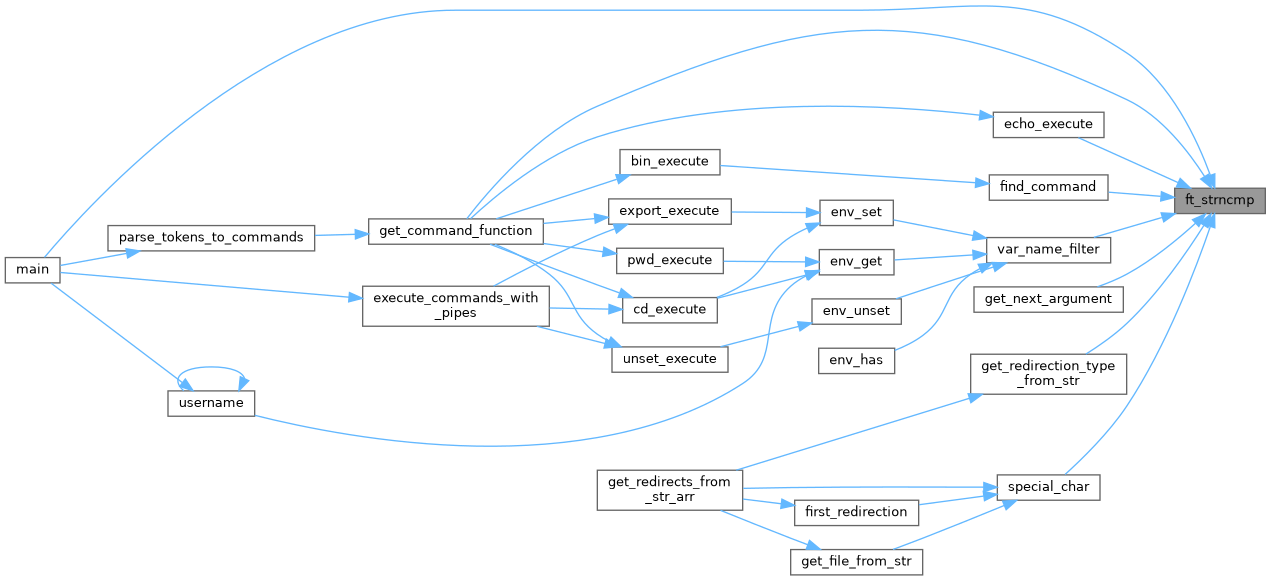 main
parse_tokens_to_commands
username
get_command_function
execute_commands_with
_pipes
bin_execute
export_execute
pwd_execute
cd_execute
unset_execute
get_redirects_from
_str_arr
env_set
env_get
env_unset
env_has
first_redirection
get_file_from_str
echo_execute
find_command
var_name_filter
get_next_argument
get_redirection_type
_from_str
special_char
ft_strncmp